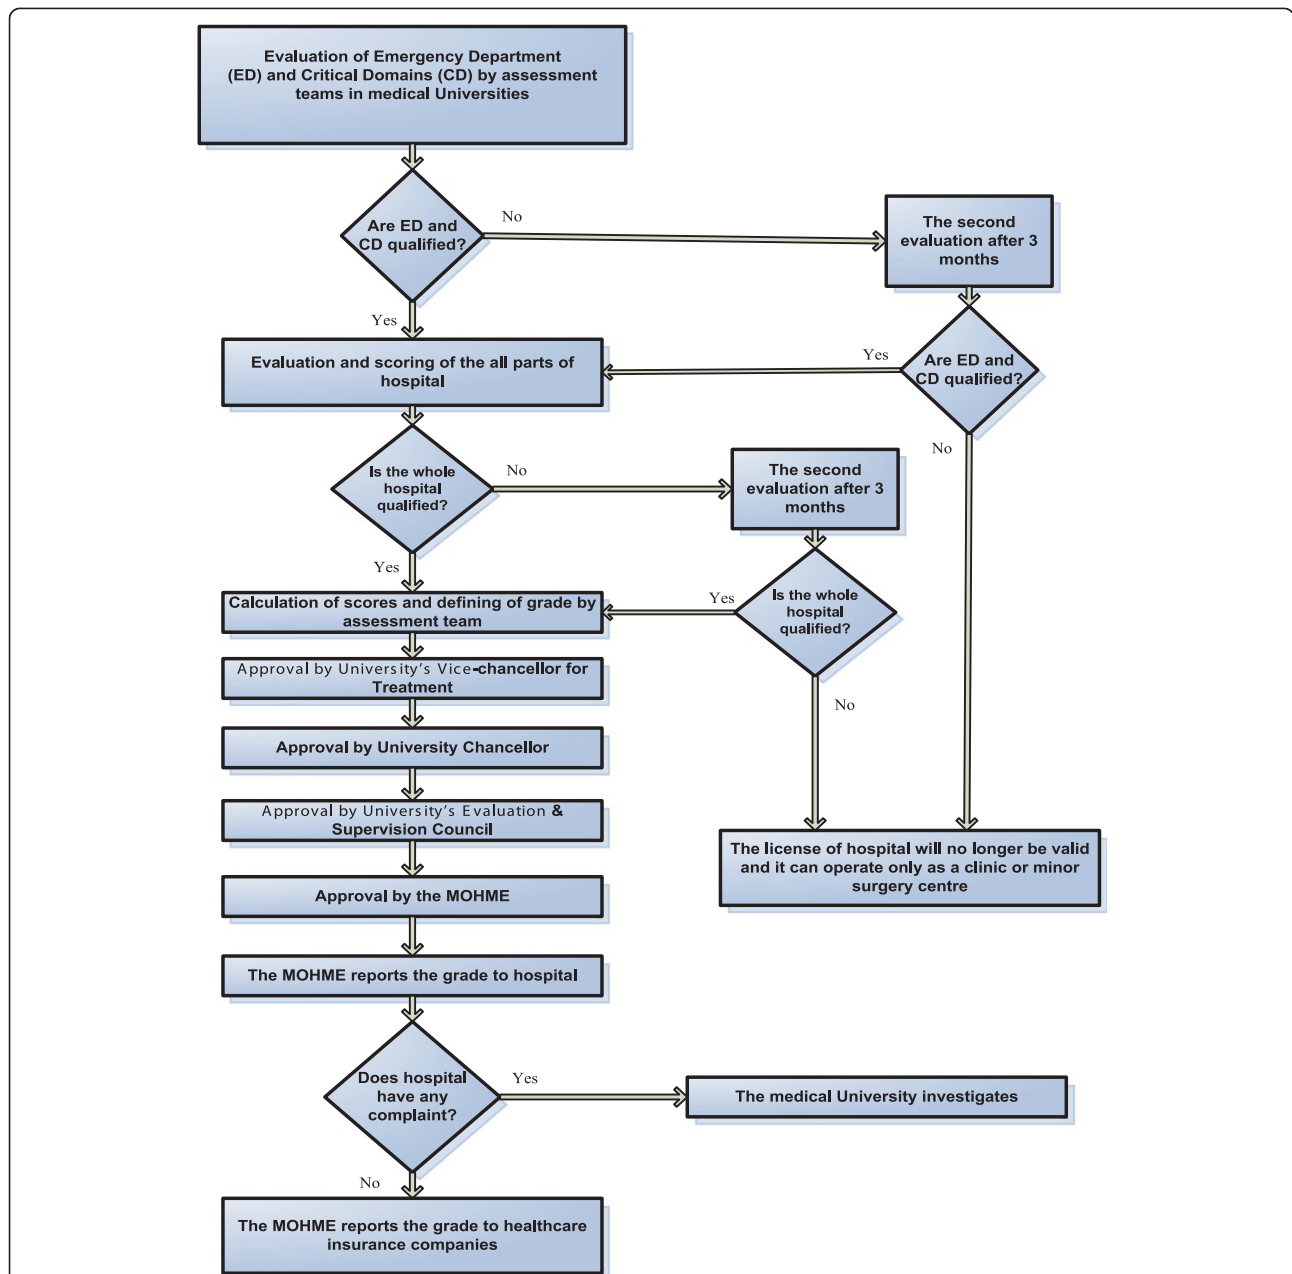 Evaluation of Emergency Department
(ED) and Critical Domains (CD) by assessment
teams in medical Universities
Are ED and
CD qualified?
No
The second
evaluation after 3
months
Yes
Evaluation and scoring of the all parts of
hospital
Yes
Are ED and
CD qualified?
No
Is the whole
hospital
qualified?
No
The second
evaluation after 3
months
Yes
Calculation of scores and defining of grade by
assessment team
Yes
Is the whole
hospital
qualified?
No
Approval by University's Vice-chancellor for
Treatment
Approval by University Chancellor
Approval by University's Evaluation &
Supervision Council
The license of hospital will no longer be valid
and it can operate only as a clinic or minor
surgery centre
Approval by the MOHME
The MOHME reports the grade to hospital
Does hospital
have any
complaint?
Yes
The medical University investigates
No
The MOHME reports the grade to healthcare
insurance companies